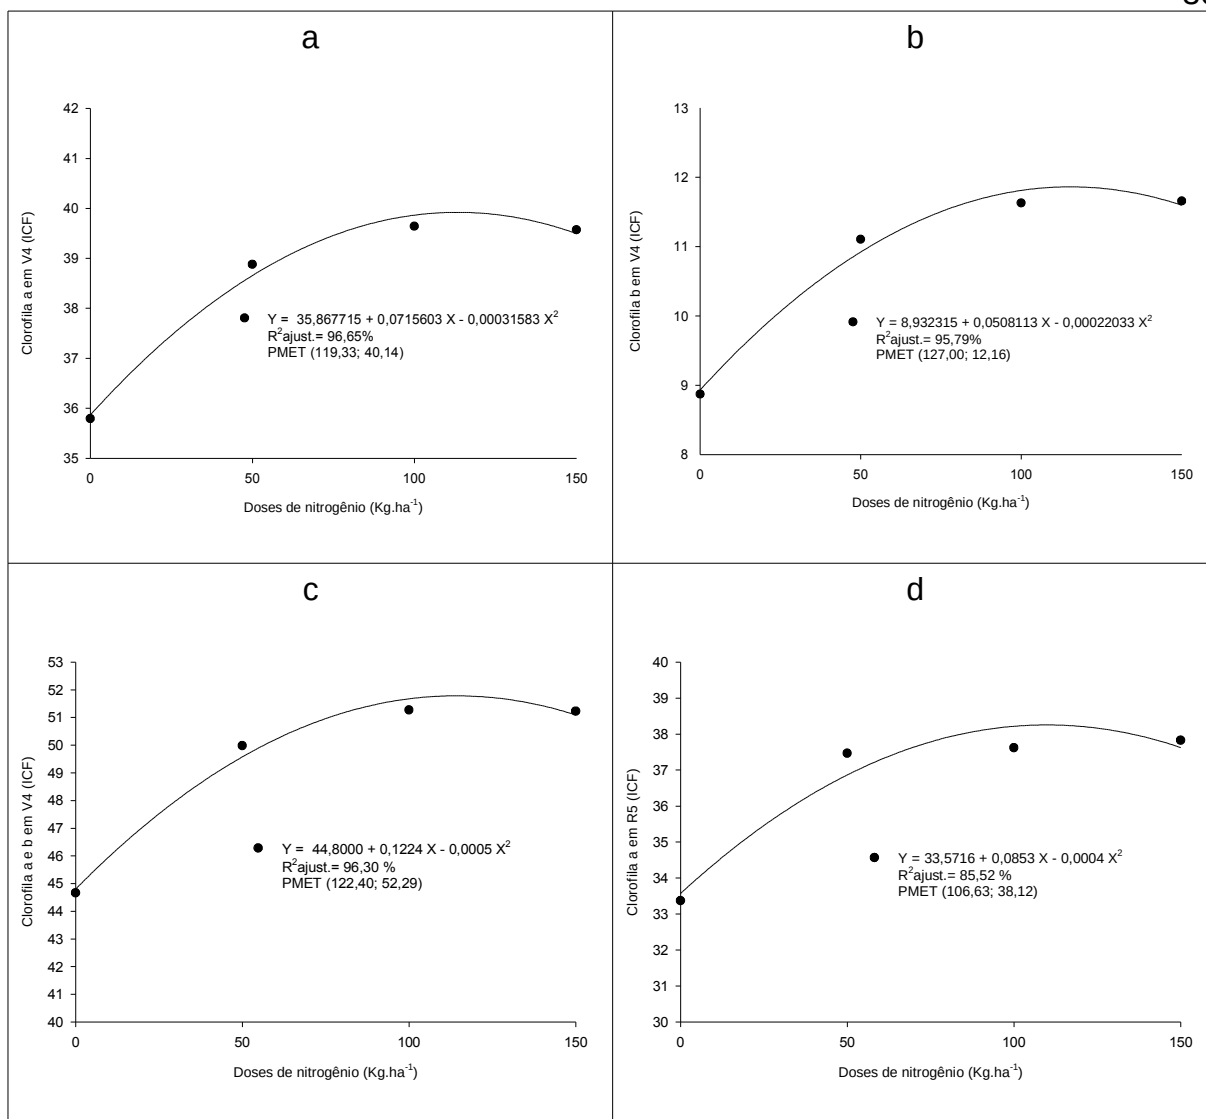 a
42
41
40
39
38
37
36
35
Clorofila a em V4 (ICF)
Y = 35,867715 + 0,0715603 X - 0,00031583 X²
R²ajust.= 96,65%
PMET (119,33; 40,14)
0 50 100 150
Doses de nitrogênio (Kg.ha⁻¹)
b
13
12
11
10
9
8
Clorofila b em V4 (ICF)
Y = 8,932315 + 0,0508113 X - 0,00022033 X²
R²ajust.= 95,79%
PMET (127,00; 12,16)
0 50 100 150
Doses de nitrogênio (Kg.ha⁻¹)
c
53
52
51
50
49
48
47
46
45
44
43
42
41
40
Clorofila a e b em V4 (ICF)
Y = 44,8000 + 0,1224 X - 0,0005 X²
R²ajust.= 96,30 %
PMET (122,40; 52,29)
0 50 100 150
Doses de nitrogênio (Kg.ha⁻¹)
d
40
39
38
37
36
35
34
33
32
31
30
Clorofila a em R5 (ICF)
Y = 33,5716 + 0,0853 X - 0,0004 X²
R²ajust.= 85,52 %
PMET (106,63; 38,12)
0 50 100 150
Doses de nitrogênio (Kg.ha⁻¹)